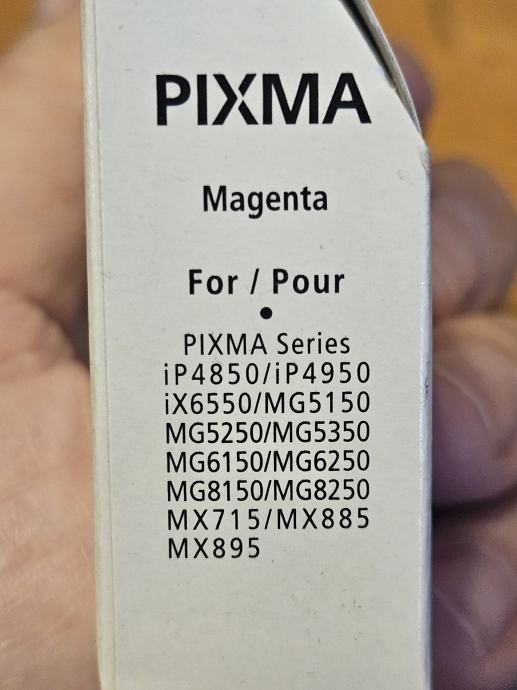 PIXMA
Magenta
For / Pour
•
PIXMA Series
iP4850/iP4950
iX6550/MG5150
MG5250/MG5350
MG6150/MG6250
MG8150/MG8250
MX715/MX885
MX895